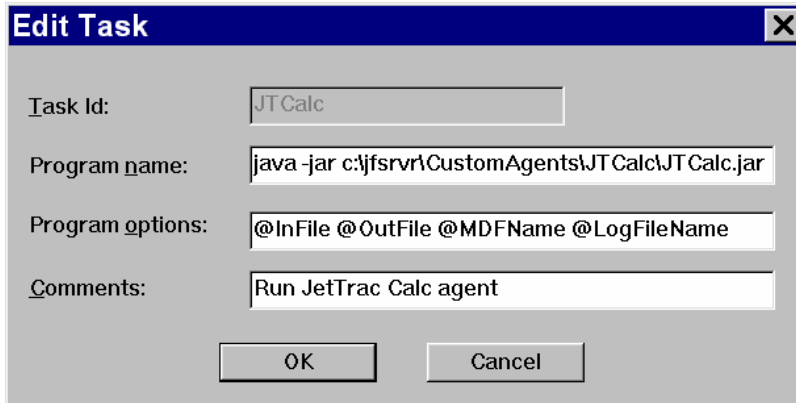 Edit Task
Task Id: JTCalc
Program name: java -jar c:\jfsrvr\CustomAgents\JTCalc\JTCalc.jar
Program options: @InFile @OutFile @MDFName @LogFileName
Comments: Run JetTrac Calc agent
OK Cancel